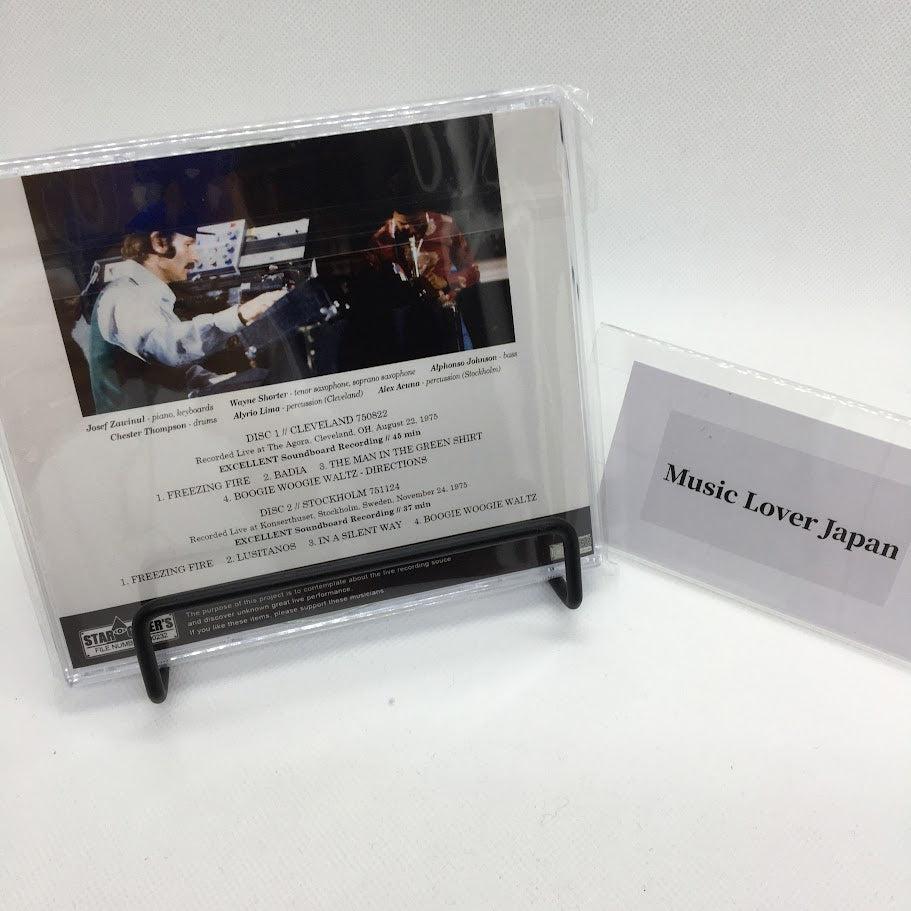 Josef Zawinul - piano, keyboards   Wayne Shorter - tenor saxophone, soprano saxophone   Alphonso Johnson - bass
Chester Thompson - drums   Alyrio Lima - percussion (Cleveland)   Alex Acuna - percussion (Stockholm)
DISC 1 // CLEVELAND 750822
Recorded Live at The Agora, Cleveland, OH, August 22, 1975
EXCELLENT Soundboard Recording // 45 min
1. FREEZING FIRE   2. BADIA   3. THE MAN IN THE GREEN SHIRT
4. BOOGIE WOOGIE WALTZ - DIRECTIONS
DISC 2 // STOCKHOLM 751124
Recorded Live at Konserthuset, Stockholm, Sweden, November 24, 1975
EXCELLENT Soundboard Recording // 37 min
1. FREEZING FIRE   2. LUSITANOS   3. IN A SILENT WAY   4. BOOGIE WOOGIE WALTZ
The purpose of this project is to contemplate about the live recording souce
and discover unknown great live performance.
If you like these items, please support these musicians.
STAR
FILE
Music Lover Japan